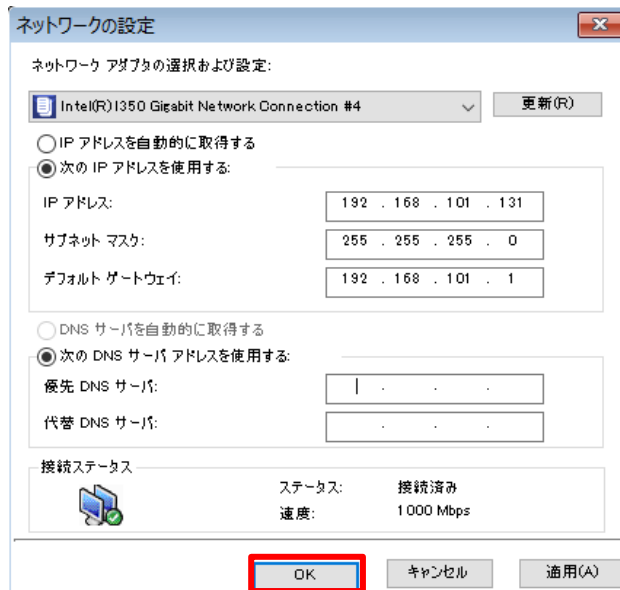 ネットワークの設定
ネットワーク アダプタの選択および設定:
Intel(R) I350 Gigabit Network Connection #4
更新(R)
IP アドレスを自動的に取得する
次の IP アドレスを使用する:
IP アドレス: 192 . 168 . 101 . 131
サブネット マスク: 255 . 255 . 255 . 0
デフォルト ゲートウェイ: 192 . 168 . 101 . 1
DNS サーバを自動的に取得する
次の DNS サーバ アドレスを使用する:
優先 DNS サーバ: . . .
代替 DNS サーバ: . . .
接続ステータス
ステータス: 接続済み
速度: 1000 Mbps
OK キャンセル 適用(A)